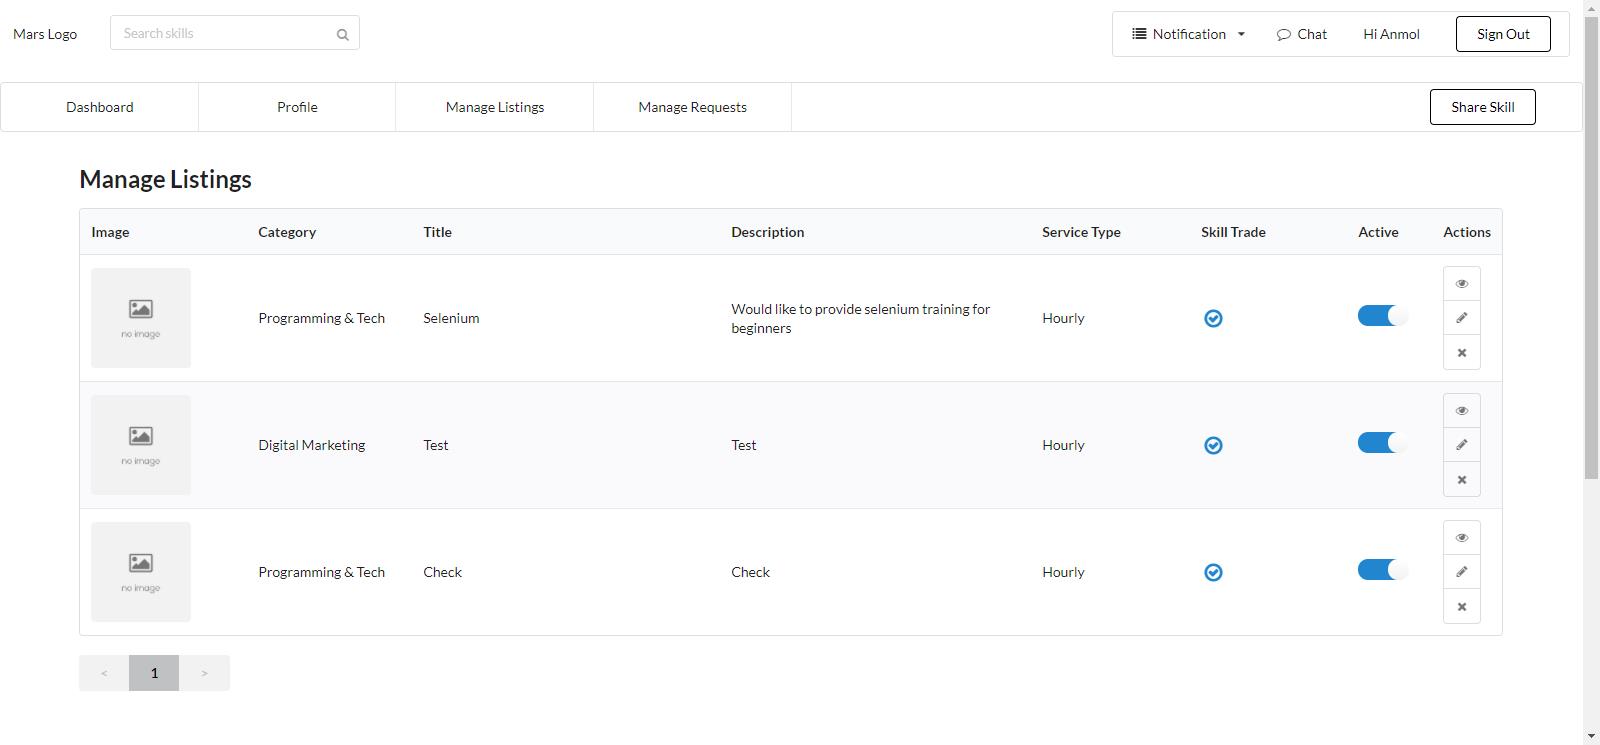 Mars Logo
Search skills
Notification
Chat
Hi Anmol
Sign Out
Dashboard
Profile
Manage Listings
Manage Requests
Share Skill
Manage Listings
Image Category Title Description Service Type Skill Trade Active Actions
no image
Programming & Tech
Selenium
Would like to provide selenium training for
beginners
Hourly
no image
Digital Marketing
Test
Test
Hourly
no image
Programming & Tech
Check
Check
Hourly
< 1 >